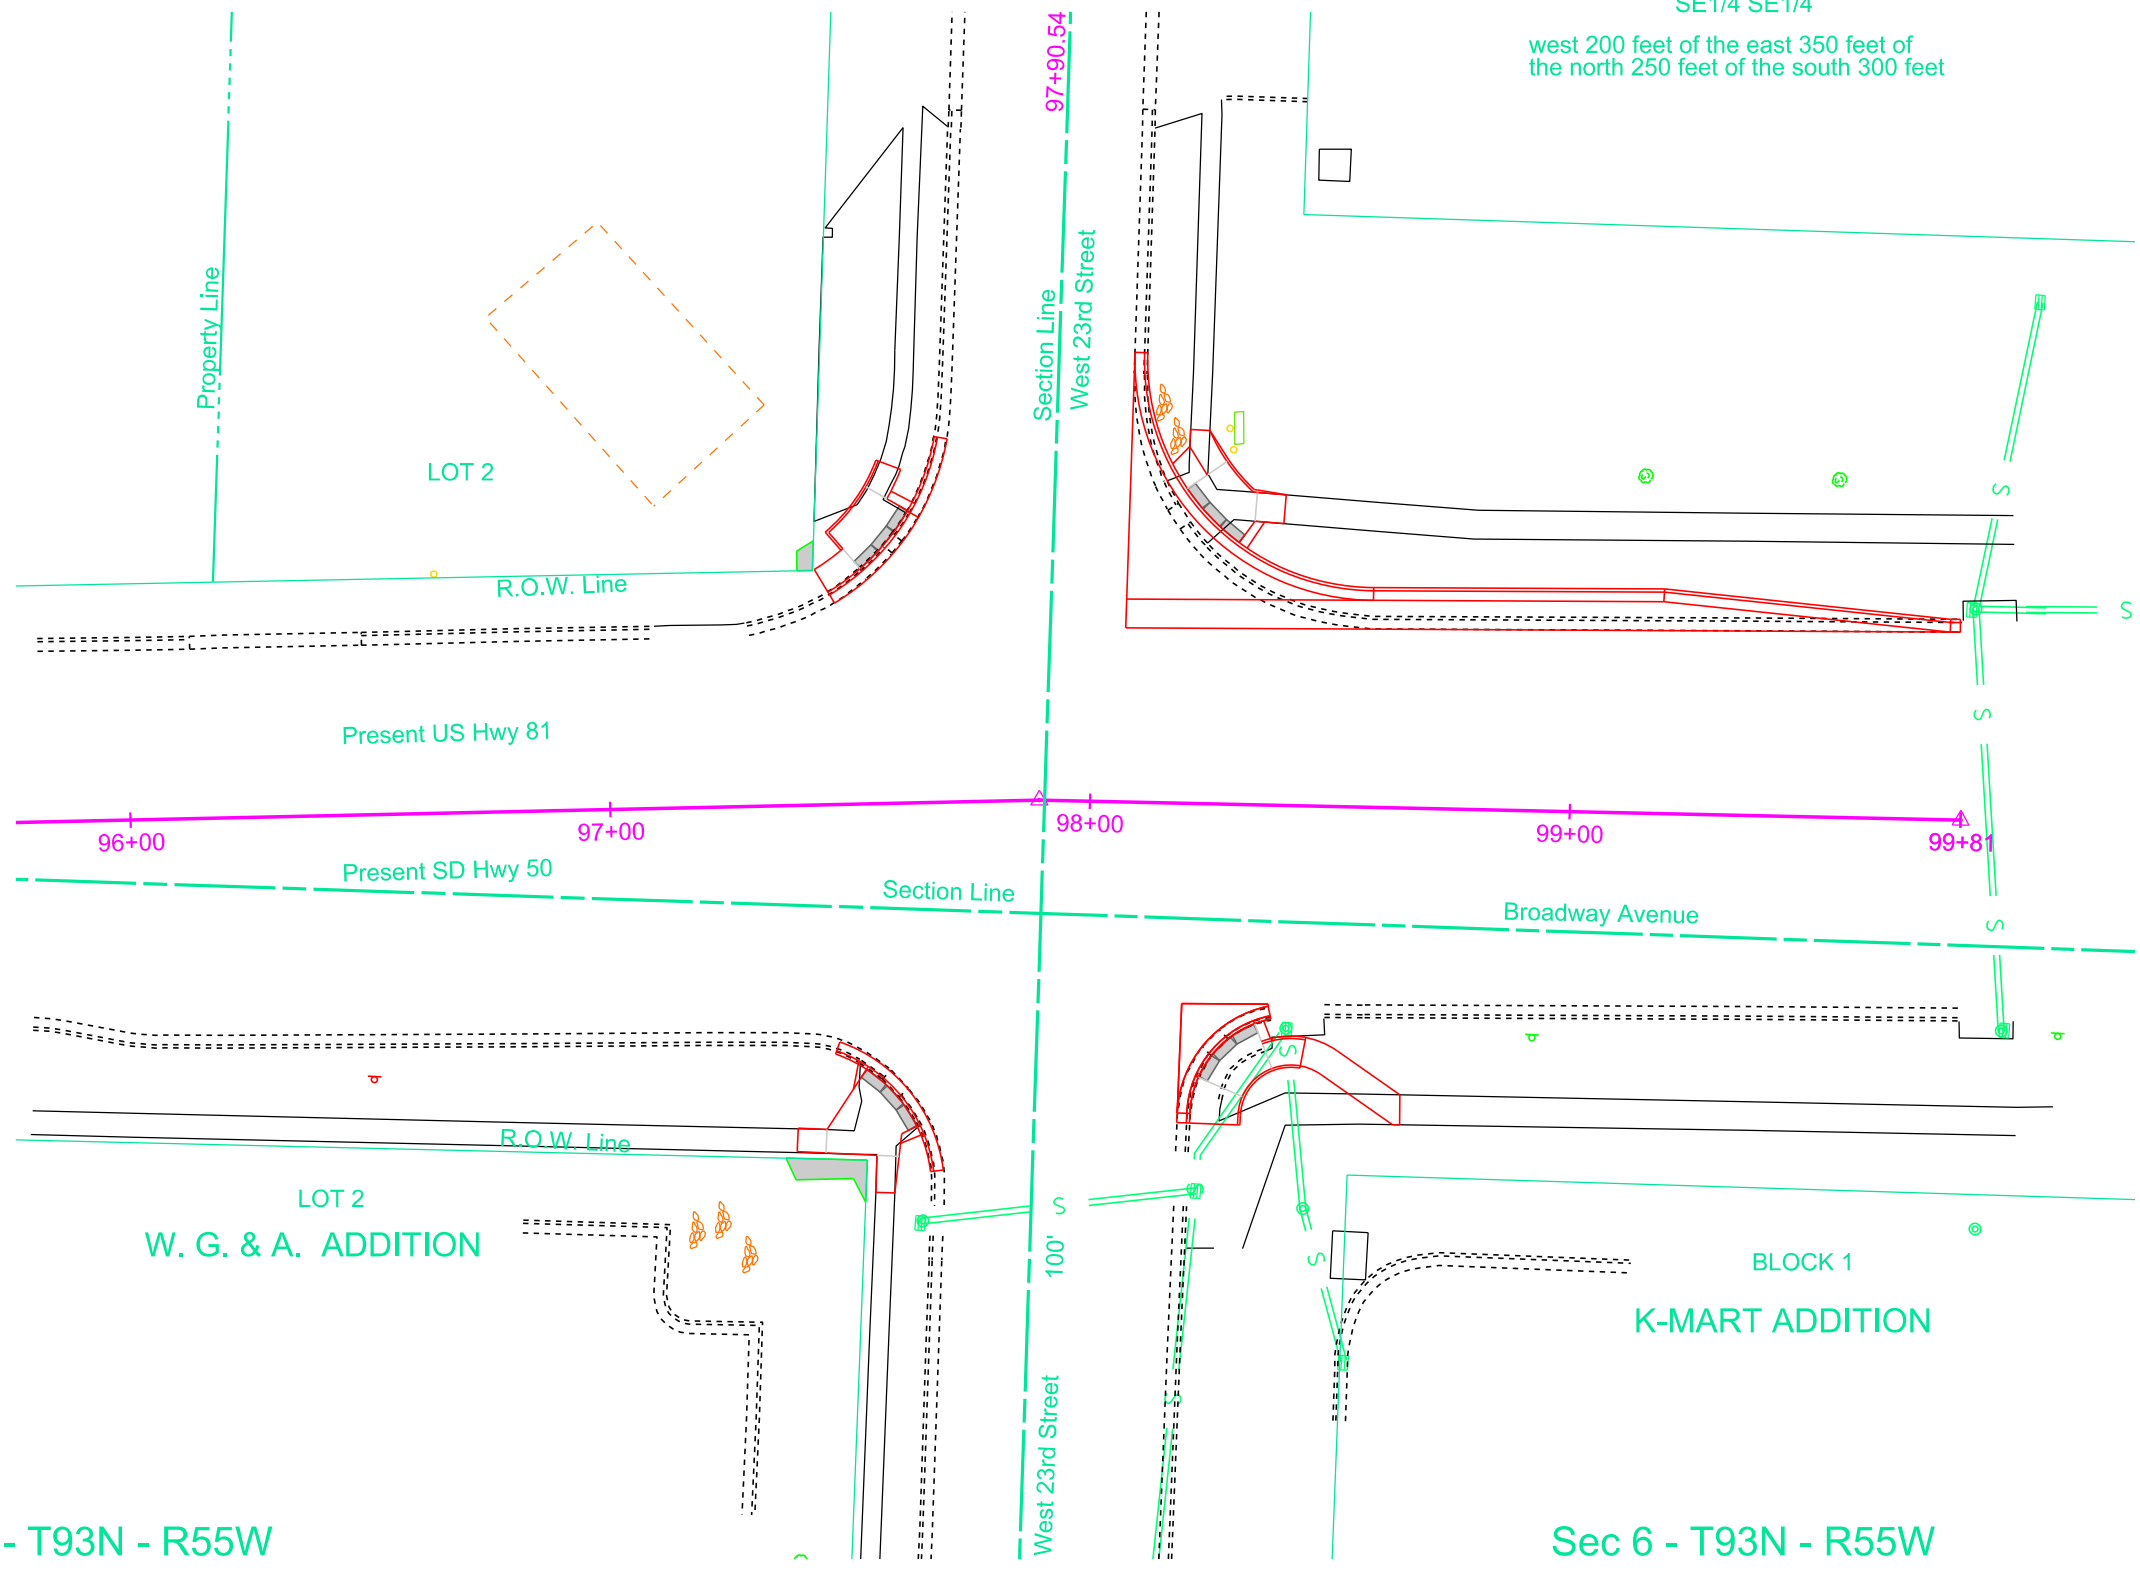 SE1/4 SE1/4
west 200 feet of the east 350 feet of
the north 250 feet of the south 300 feet
97+90.54
Property Line
Section Line
West 23rd Street
LOT 2
R.O.W. Line
S
S
S
Present US Hwy 81
96+00
97+00
98+00
99+00
99+81
Present SD Hwy 50
Section Line
Broadway Avenue
S
S
R.O.W. Line
LOT 2
W. G. & A. ADDITION
S
100'
S
BLOCK 1
K-MART ADDITION
S
West 23rd Street
- T93N - R55W
Sec 6 - T93N - R55W